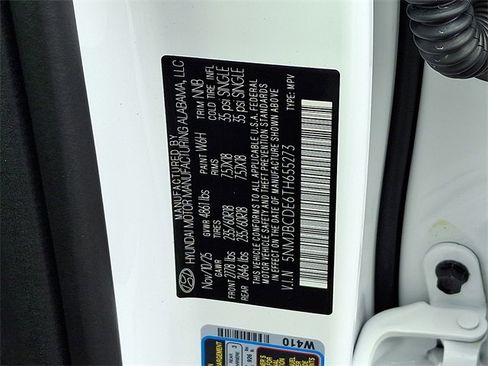 MANUFACTURED BY
HYUNDAI MOTOR MANUFACTURING ALABAMA, LLC
Nov/10/25 GVWR 4861 lbs PAINT W6H TRIM NNB
GAWR TIRES RIMS COLD TIRE INFL
FRONT 2778 lbs 235/60R18 7.5JX18 35 psi SINGLE
REAR 2646 lbs 235/60R18 7.5JX18 35 psi SINGLE
THIS VEHICLE CONFORMS TO ALL APPLICABLE U.S.A. FEDERAL
MOTOR VEHICLE SAFETY AND THEFT PREVENTION STANDARDS
IN EFFECT ON THE DATE OF MANUFACTURE SHOWN ABOVE.
V.I.N 5NMJBCDE6TH655273 TYPE: MPV
W410
REAR